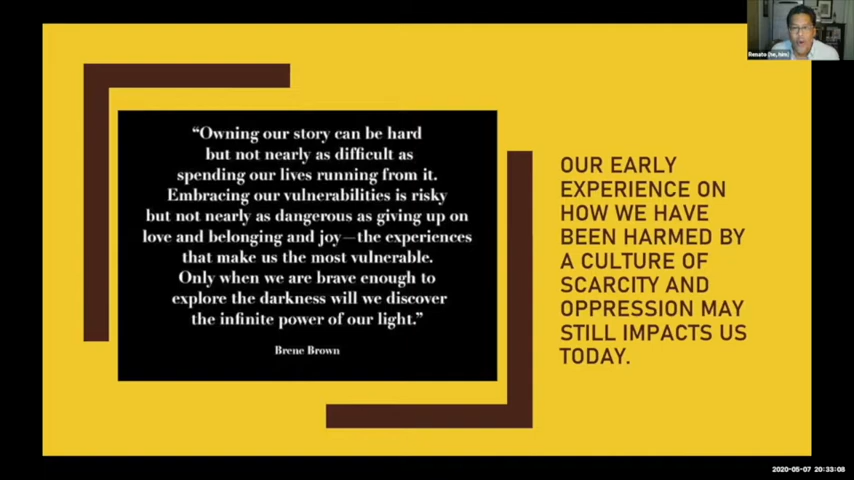 Renato (he, him)
“Owning our story can be hard
but not nearly as difficult as
spending our lives running from it.
Embracing our vulnerabilities is risky
but not nearly as dangerous as giving up on
love and belonging and joy—the experiences
that make us the most vulnerable.
Only when we are brave enough to
explore the darkness will we discover
the infinite power of our light.”
Brene Brown
OUR EARLY
EXPERIENCE ON
HOW WE HAVE
BEEN HARMED BY
A CULTURE OF
SCARCITY AND
OPPRESSION MAY
STILL IMPACTS US
TODAY.
2020-05-07 20:33:08